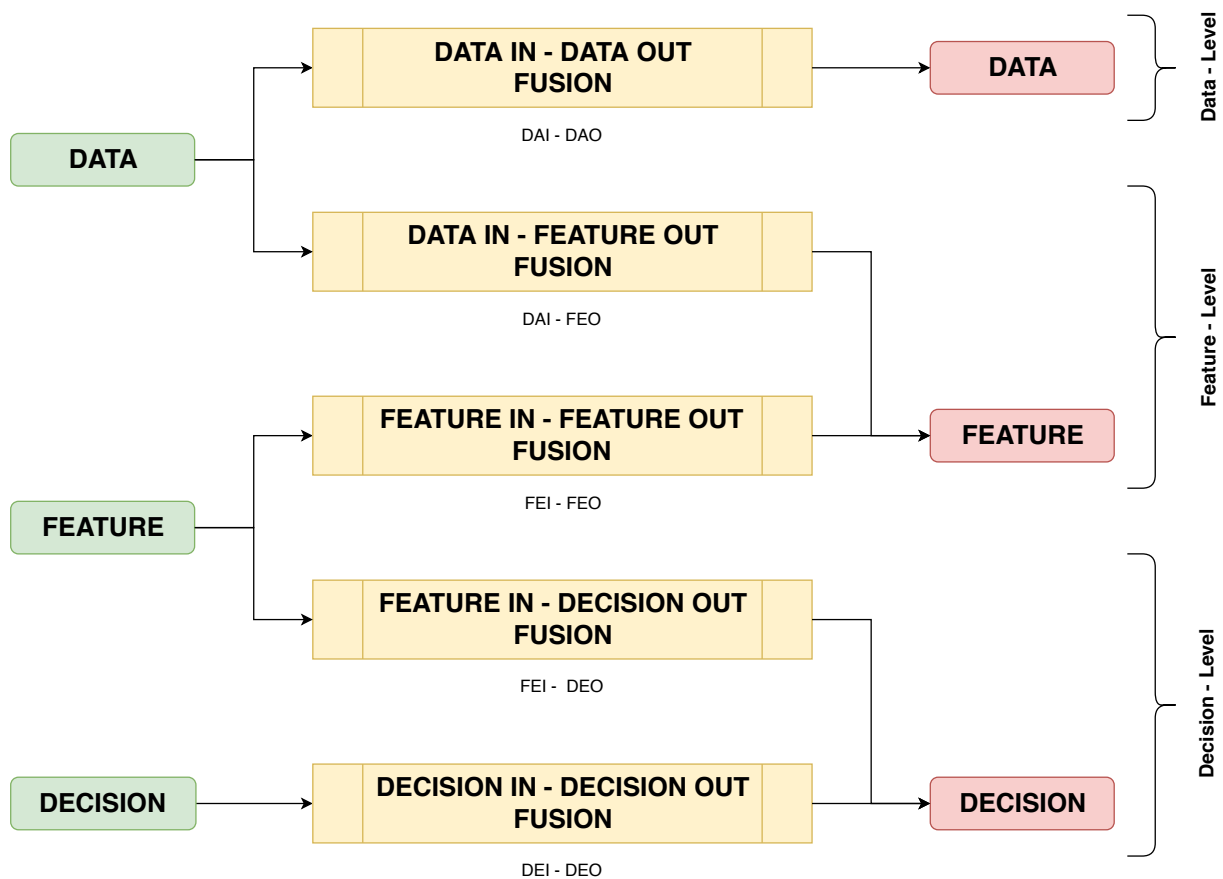 DATA IN - DATA OUT
FUSION
DATA
Data - Level
DAI - DAO
DATA
DATA IN - FEATURE OUT
FUSION
DAI - FEO
Feature - Level
FEATURE IN - FEATURE OUT
FUSION
FEATURE
FEI - FEO
FEATURE
FEATURE IN - DECISION OUT
FUSION
FEI -  DEO
Decision - Level
DECISION
DECISION IN - DECISION OUT
FUSION
DECISION
DEI - DEO